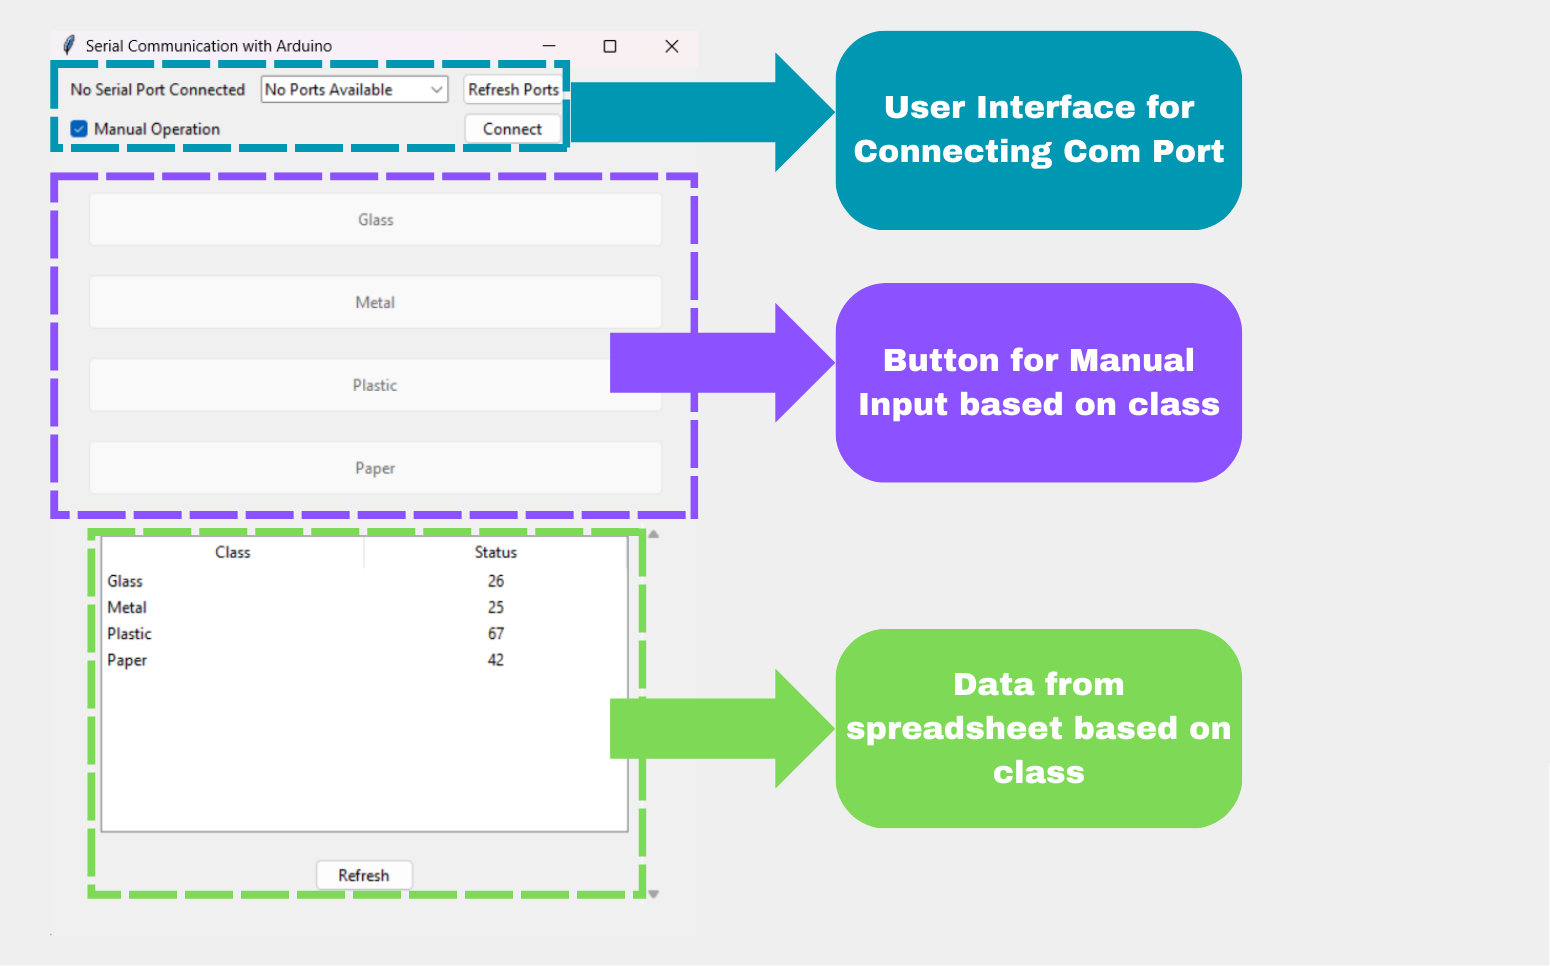 Serial Communication with Arduino
No Serial Port Connected No Ports Available Refresh Ports
Manual Operation Connect
User Interface for
Connecting Com Port
Glass
Metal
Plastic
Paper
Button for Manual
Input based on class
Class Status
Glass 26
Metal 25
Plastic 67
Paper 42
Refresh
Data from
spreadsheet based on
class